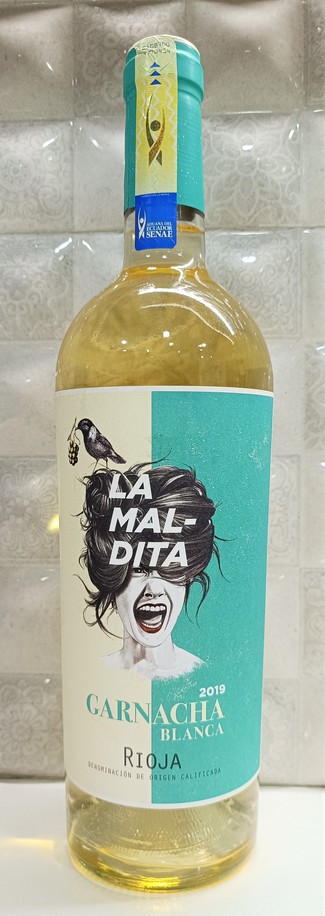 ADUANA DEL
ECUADOR
SENAE
LA
MAL-
DITA
2019
GARNACHA
BLANCA
RIOJA
DENOMINACIÓN DE ORIGEN CALIFICADA